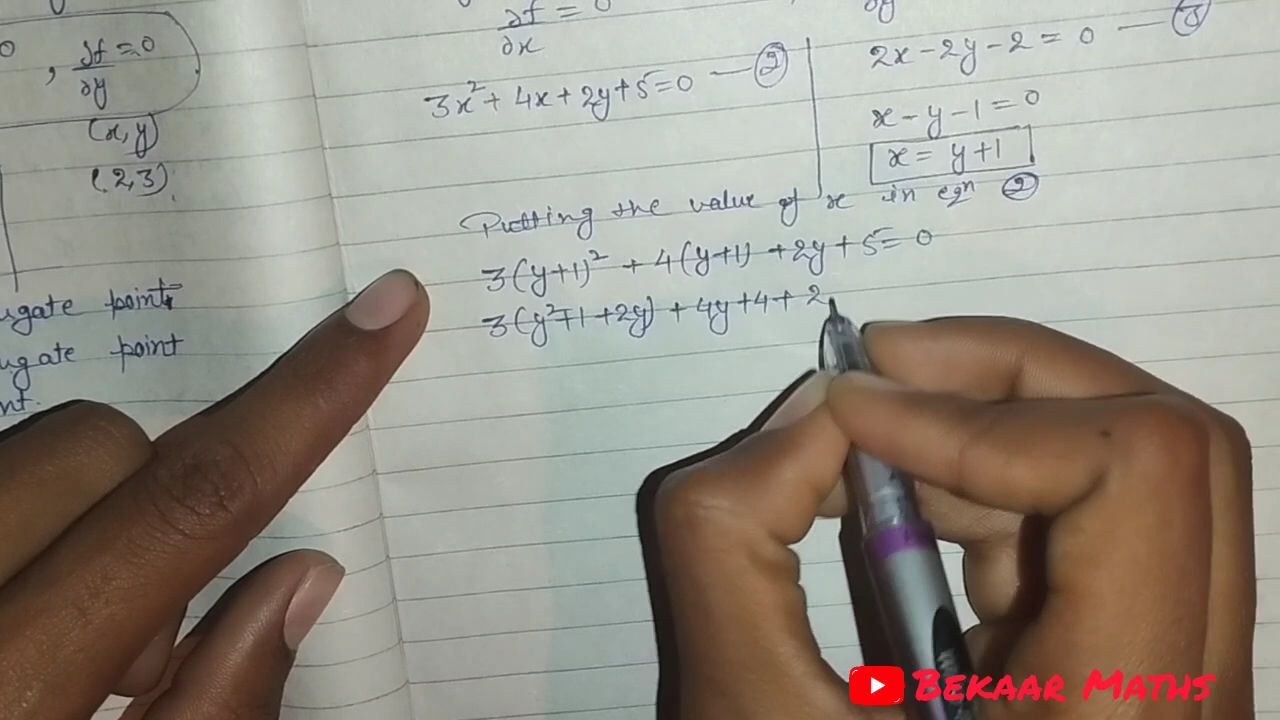 0 , ∂f/∂y = 0
(x, y)
(2,3)
ugate point
ugate point
nt.
∂f/∂x = 0
3x² + 4x + 2y + 5 = 0 — ②
2x - 2y - 2 = 0 — ③
x - y - 1 = 0
x = y + 1
Putting the value of x in eqn ②
3(y+1)² + 4(y+1) + 2y + 5 = 0
3(y² + 1 + 2y) + 4y + 4 + 2
Bekaar Maths